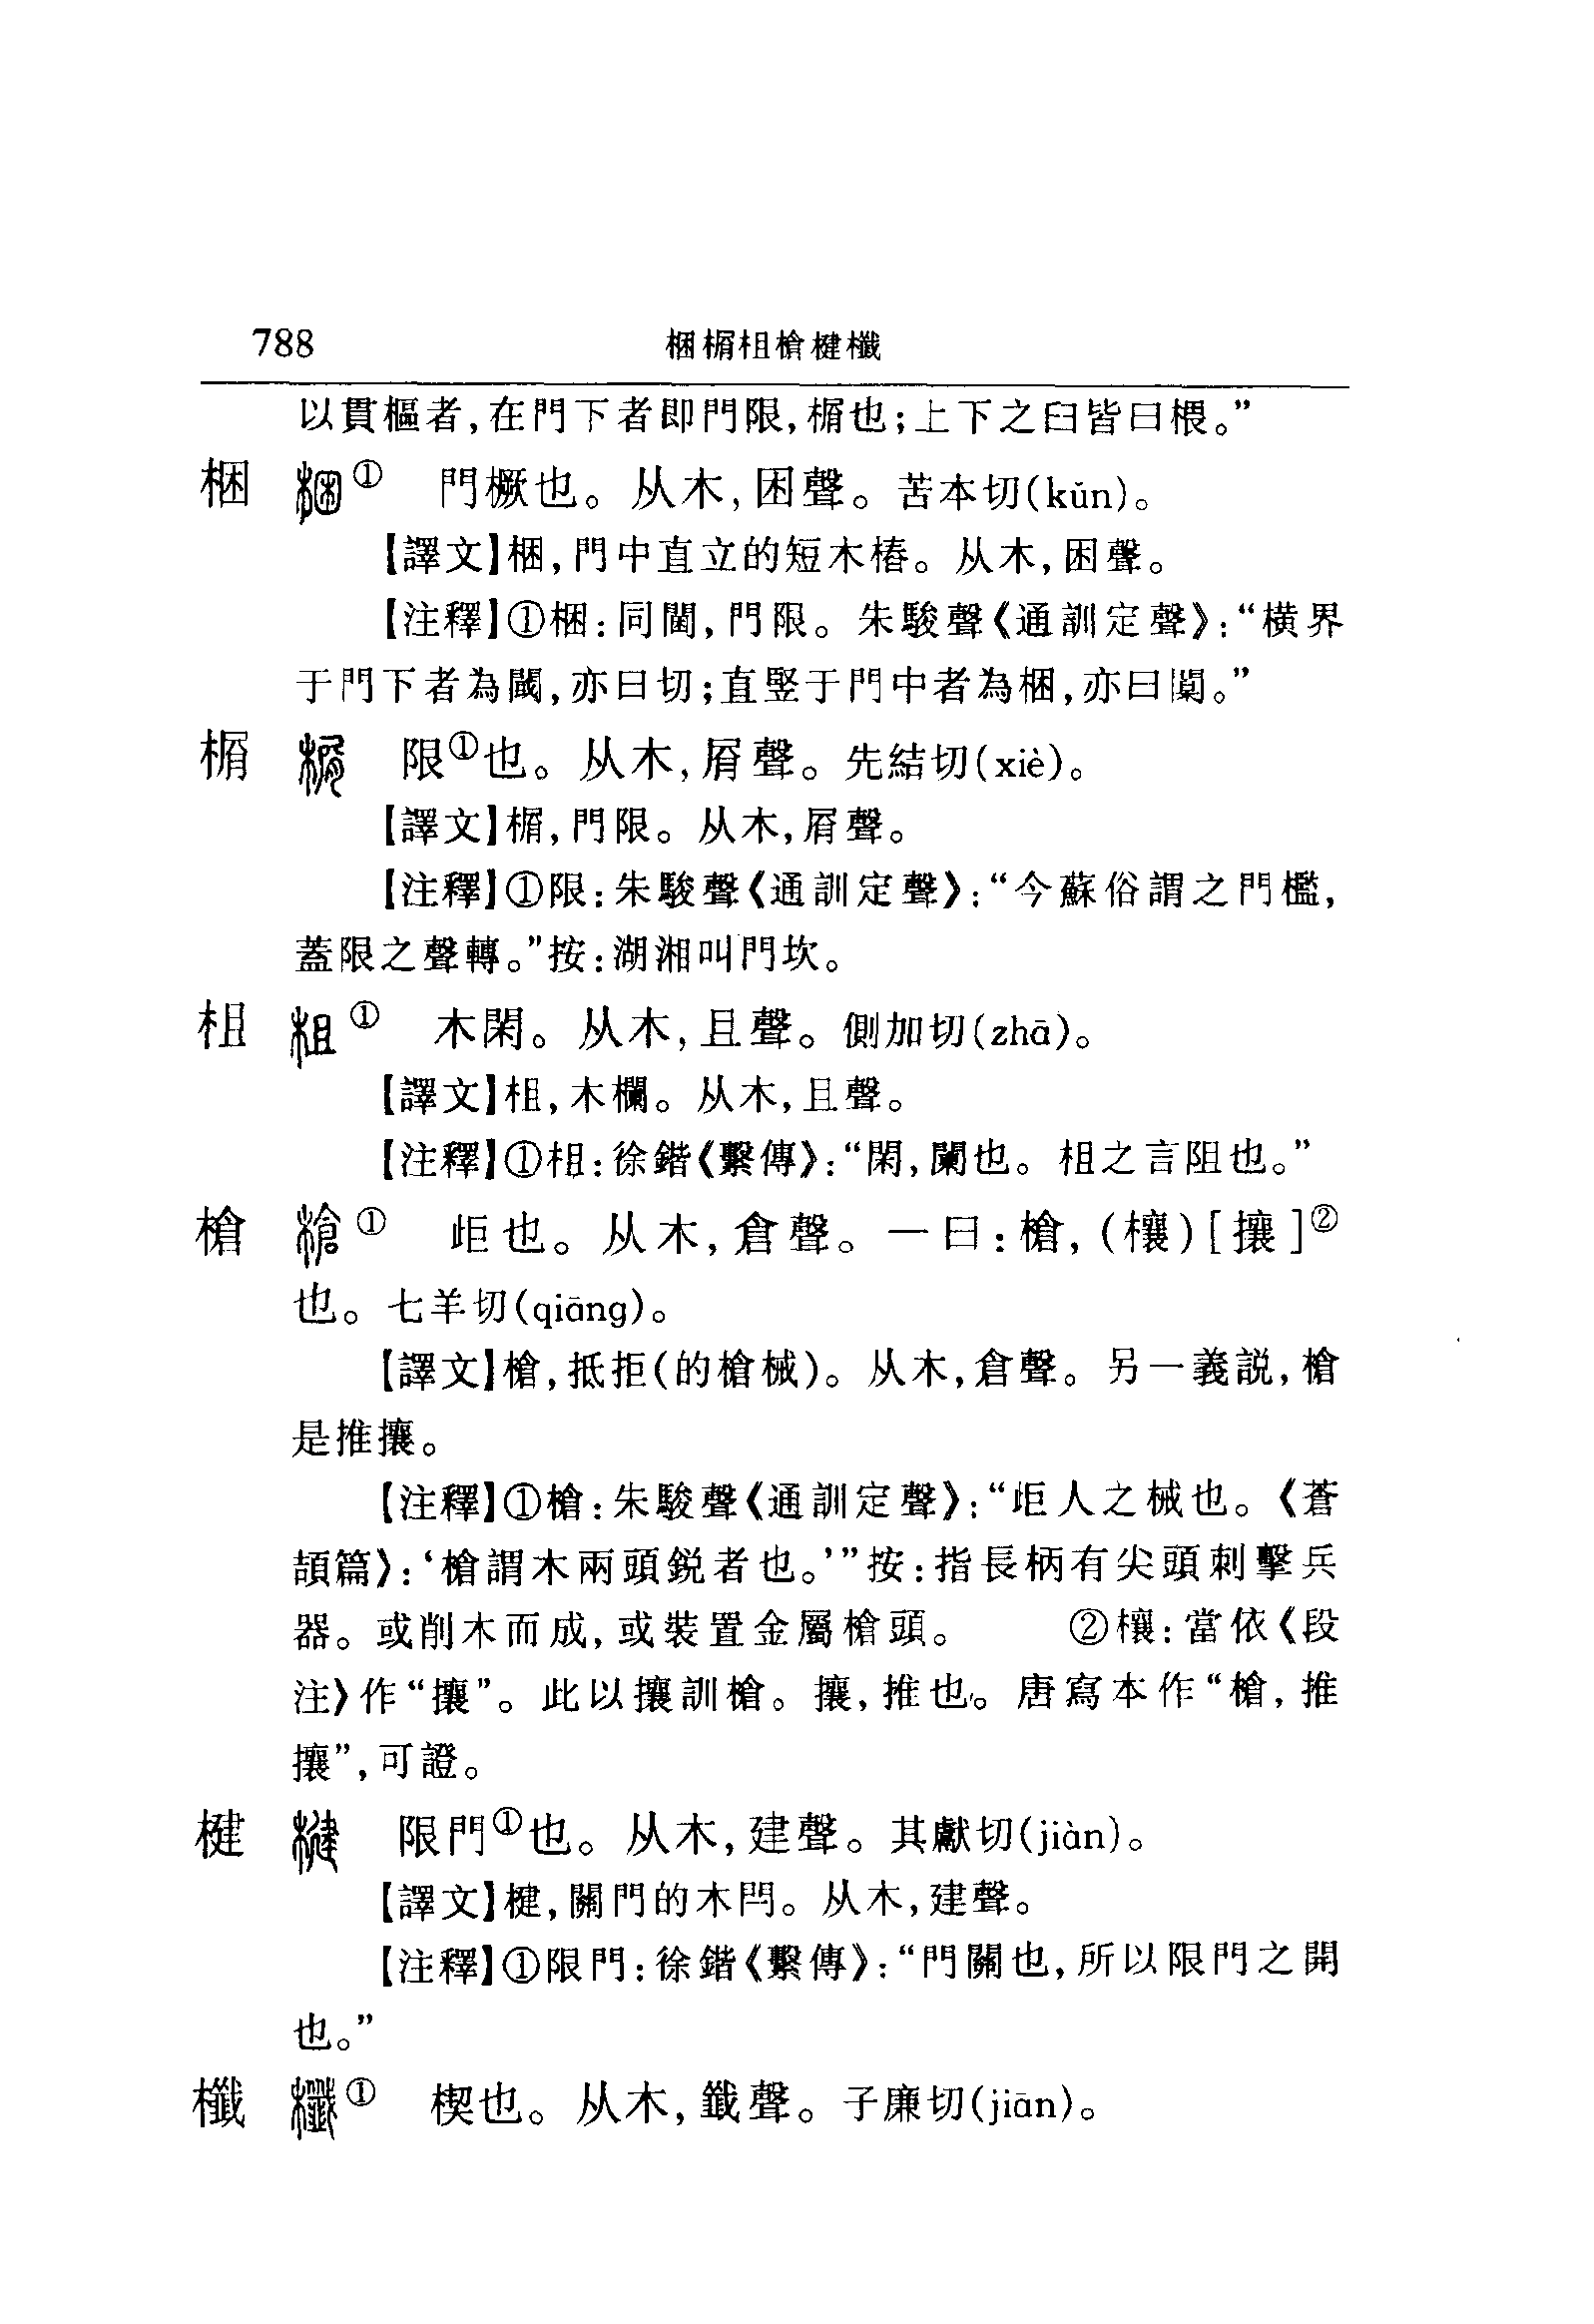 788 梱榍柤槍楗櫼
以貫樞者,在門下者即門限,榍也;上下之臼皆曰椳。”
梱 ① 門橛也。从木,困聲。苦本切(kǔn)。
【譯文】梱,門中直立的短木椿。从木,困聲。
【注釋】①梱:同閫,門限。朱駿聲《通訓定聲》:“橫界
于門下者為閾,亦曰切;直竪于門中者為梱,亦曰闑。”
榍 限①也。从木,屑聲。先結切(xiè)。
【譯文】榍,門限。从木,屑聲。
【注釋】①限:朱駿聲《通訓定聲》:“今蘇俗謂之門檻,
蓋限之聲轉。”按:湖湘叫門坎。
柤 ① 木閑。从木,且聲。側加切(zhā)。
【譯文】柤,木欄。从木,且聲。
【注釋】①柤:徐鍇《繫傳》:“閑,闌也。柤之言阻也。”
槍 ① 歫也。从木,倉聲。一曰:槍,(欀)[攘]②
也。七羊切(qiāng)。
【譯文】槍,抵拒(的槍械)。从木,倉聲。另一義説,槍
是推攘。
【注釋】①槍:朱駿聲《通訓定聲》:“歫人之械也。《蒼
頡篇》:‘槍謂木兩頭鋭者也。’”按:指長柄有尖頭刺擊兵
器。或削木而成,或裝置金屬槍頭。 ②欀:當依《段
注》作“攘”。此以攘訓槍。攘,推也。唐寫本作“槍,推
攘”,可證。
楗 限門①也。从木,建聲。其獻切(jiàn)。
【譯文】楗,關門的木閂。从木,建聲。
【注釋】①限門:徐鍇《繫傳》:“門關也,所以限門之開
也。”
櫼 ① 楔也。从木,韱聲。子廉切(jiān)。